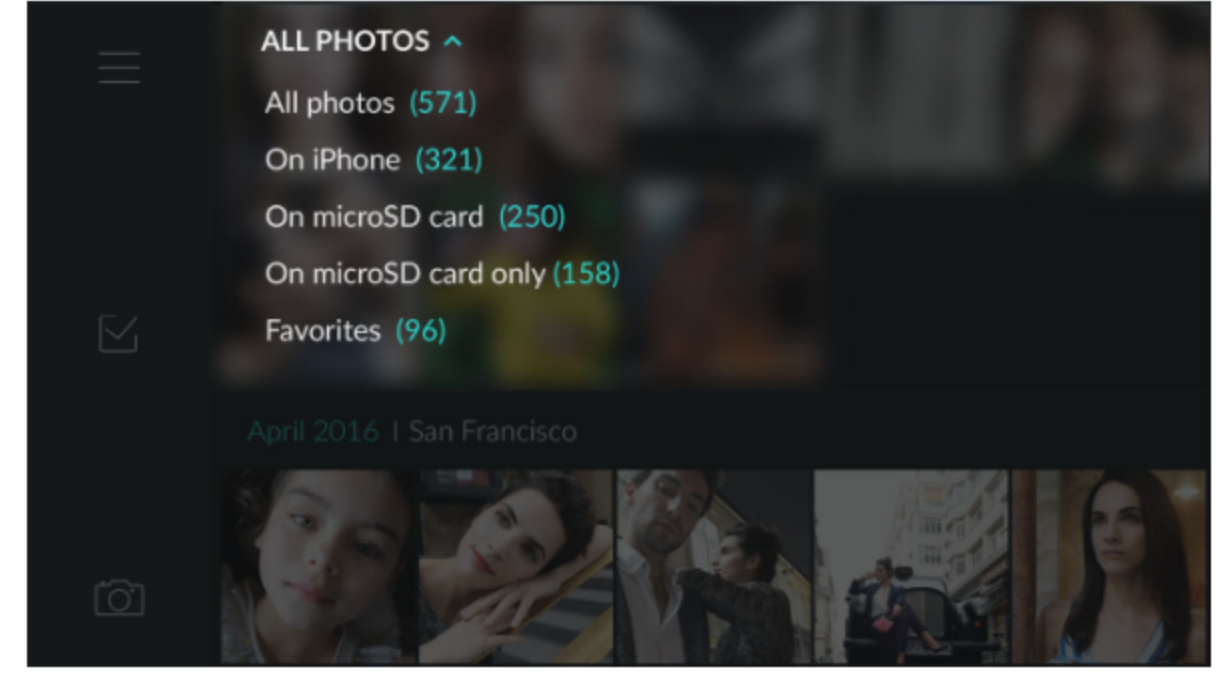 ALL PHOTOS
All photos (571)
On iPhone (321)
On microSD card (250)
On microSD card only (158)
Favorites (96)
April 2016 | San Francisco